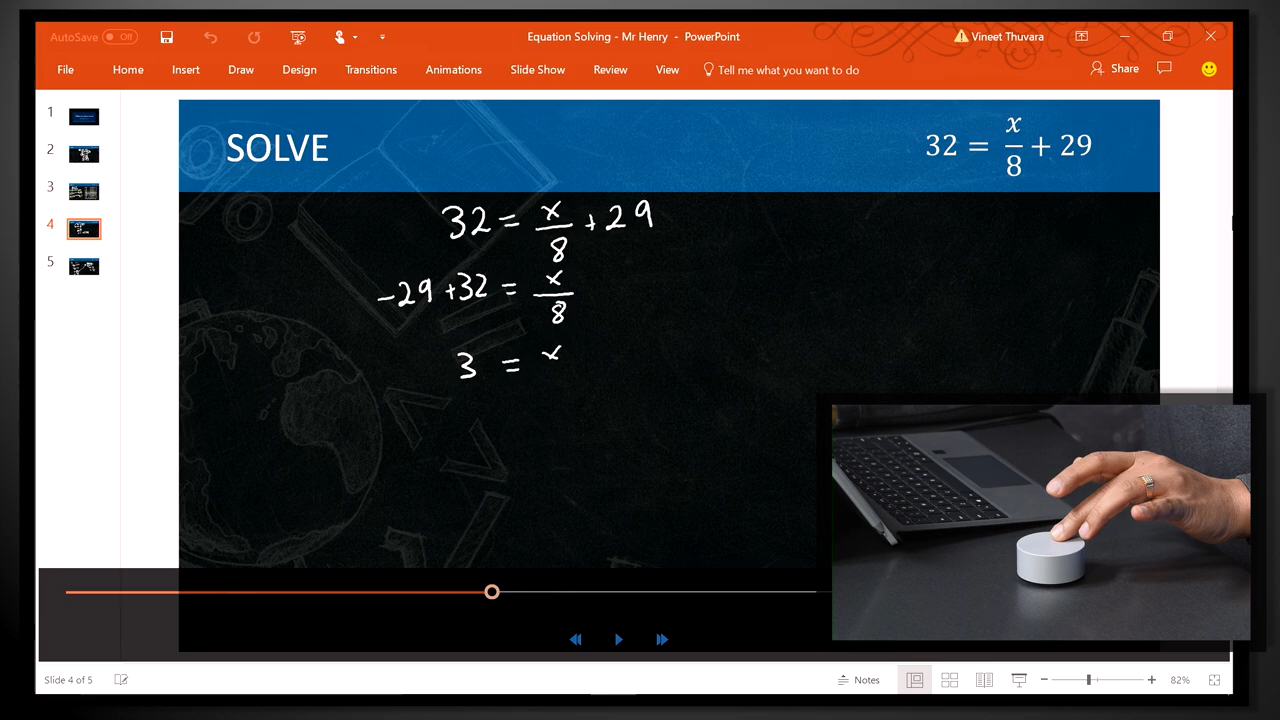 AutoSave Off
Equation Solving - Mr Henry - PowerPoint
Vineet Thuvara
File Home Insert Draw Design Transitions Animations Slide Show Review View Tell me what you want to do Share
1
2
3
4
5
SOLVE
32 = x/8 + 29
32 = x/8 + 29
-29 +32 = x/8
3 = x
Slide 4 of 5
Notes
82%